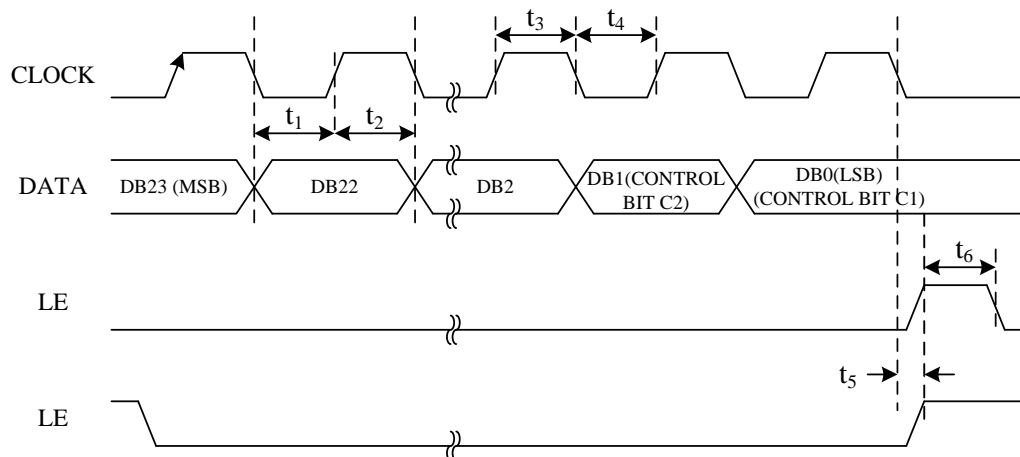 t3
t4
CLOCK
t1
t2
DATA
DB23 (MSB)
DB22
DB2
DB1(CONTROL
BIT C2)
DB0(LSB)
(CONTROL BIT C1)
t6
LE
t5
LE